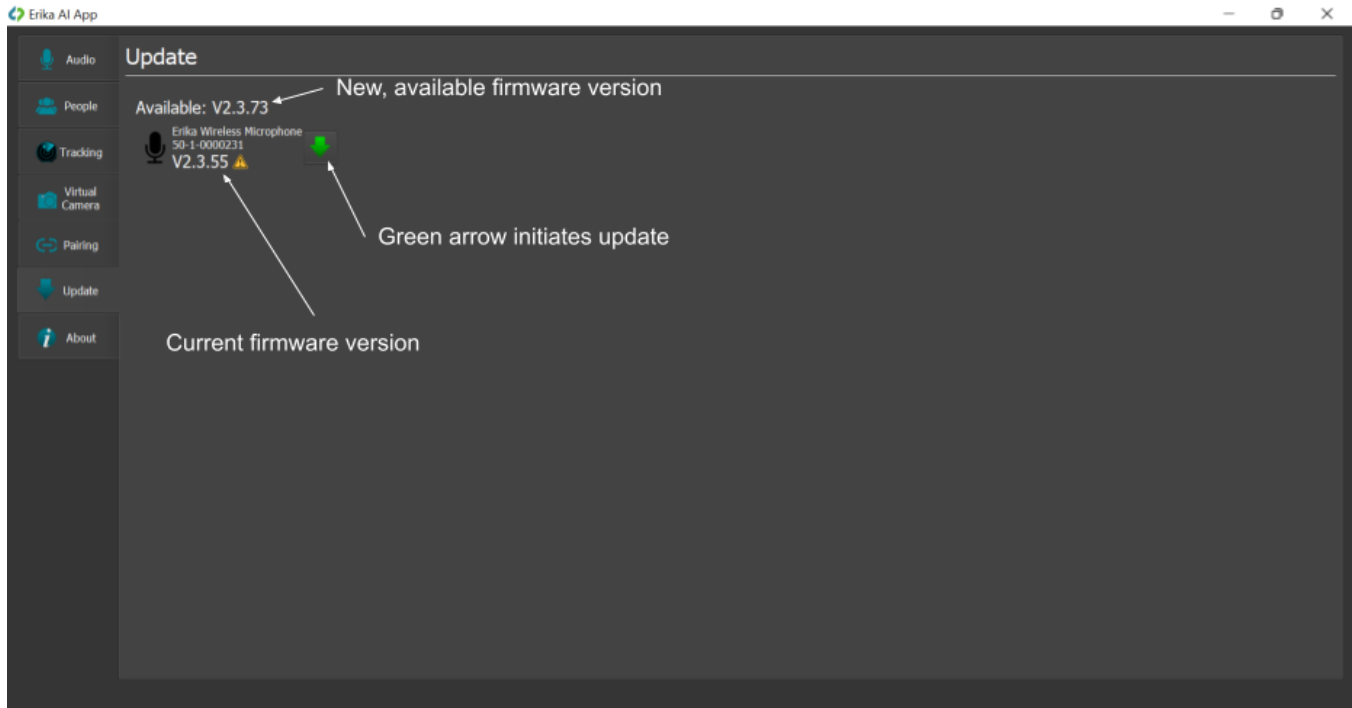 Erika AI App
Audio
People
Tracking
Virtual
Camera
Pairing
Update
About
Update
Available: V2.3.73
New, available firmware version
Erika Wireless Microphone
50-1-0000231
V2.3.55
Green arrow initiates update
Current firmware version